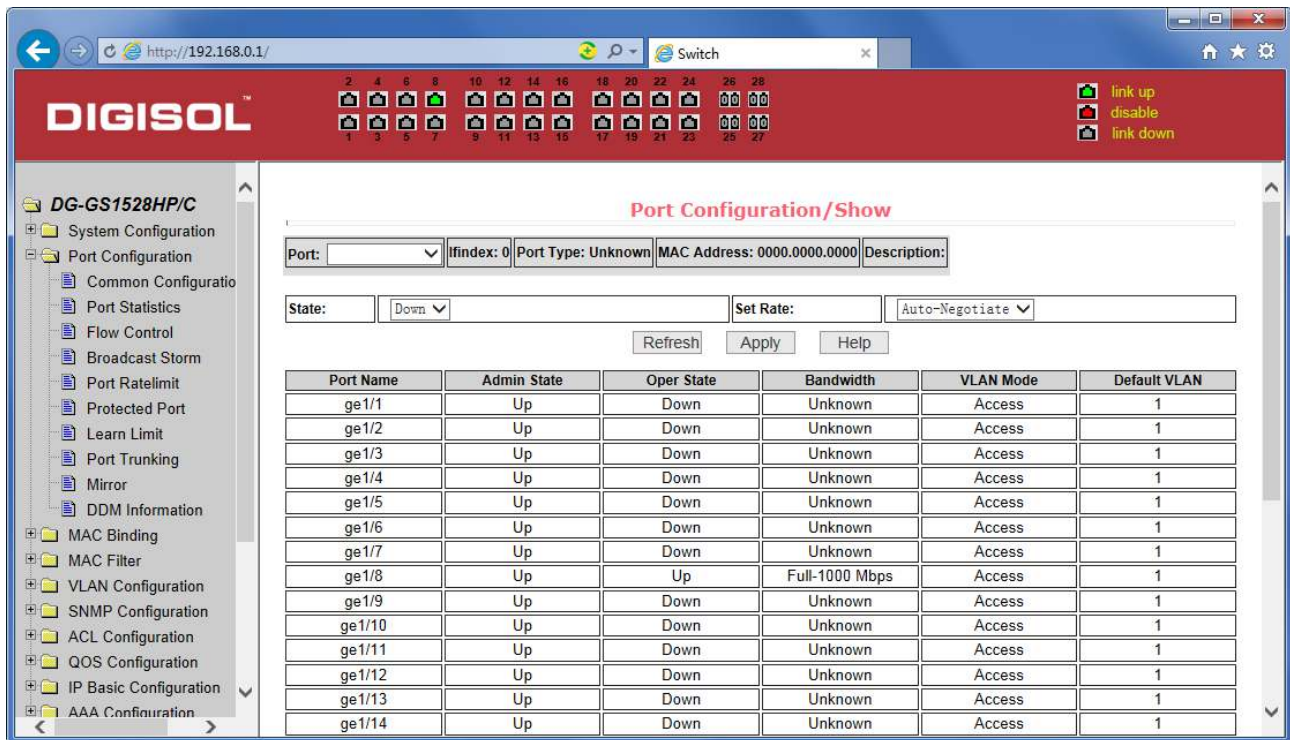 http://192.168.0.1/
Switch
DIGISOL™
2 4 6 8 10 12 14 16 18 20 22 24 26 28
1 3 5 7 9 11 13 15 17 19 21 23 25 27
link up
disable
link down
DG-GS1528HP/C
System Configuration
Port Configuration
Common Configuratio
Port Statistics
Flow Control
Broadcast Storm
Port Ratelimit
Protected Port
Learn Limit
Port Trunking
Mirror
DDM Information
MAC Binding
MAC Filter
VLAN Configuration
SNMP Configuration
ACL Configuration
QOS Configuration
IP Basic Configuration
AAA Configuration
Port Configuration/Show
Port: Ifindex: 0 Port Type: Unknown MAC Address: 0000.0000.0000 Description:
State: Down Set Rate: Auto-Negotiate
Refresh Apply Help
Port Name Admin State Oper State Bandwidth VLAN Mode Default VLAN
ge1/1 Up Down Unknown Access 1
ge1/2 Up Down Unknown Access 1
ge1/3 Up Down Unknown Access 1
ge1/4 Up Down Unknown Access 1
ge1/5 Up Down Unknown Access 1
ge1/6 Up Down Unknown Access 1
ge1/7 Up Down Unknown Access 1
ge1/8 Up Up Full-1000 Mbps Access 1
ge1/9 Up Down Unknown Access 1
ge1/10 Up Down Unknown Access 1
ge1/11 Up Down Unknown Access 1
ge1/12 Up Down Unknown Access 1
ge1/13 Up Down Unknown Access 1
ge1/14 Up Down Unknown Access 1